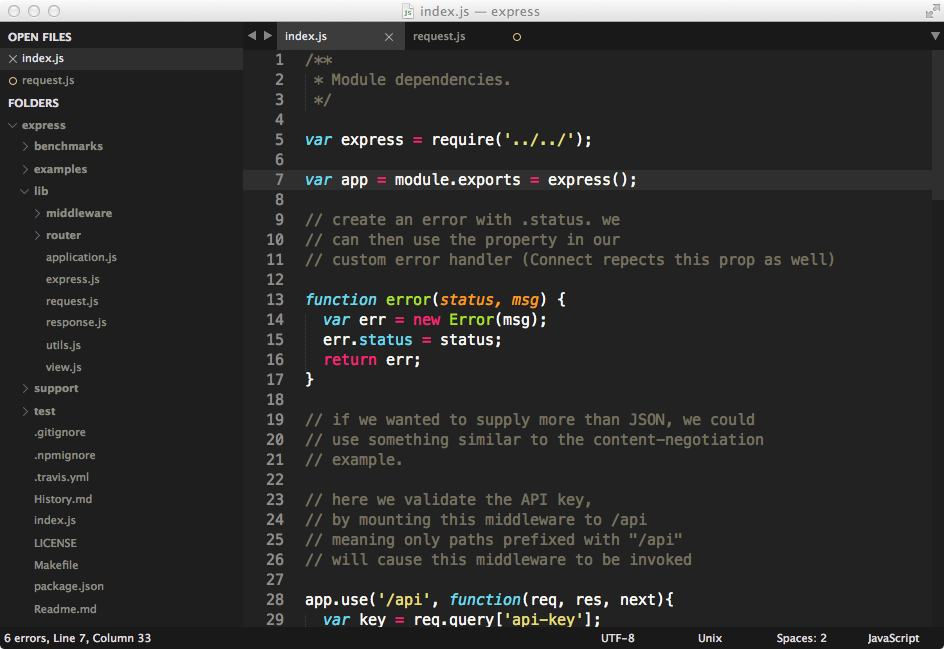 index.js — express
OPEN FILES
index.js
request.js
FOLDERS
express
benchmarks
examples
lib
middleware
router
application.js
express.js
request.js
response.js
utils.js
view.js
support
test
.gitignore
.npmignore
.travis.yml
History.md
index.js
LICENSE
Makefile
package.json
Readme.md
index.js
request.js
1 /**
2  * Module dependencies.
3  */
4
5 var express = require('../../');
6
7 var app = module.exports = express();
8
9 // create an error with .status. we
10 // can then use the property in our
11 // custom error handler (Connect repects this prop as well)
12
13 function error(status, msg) {
14   var err = new Error(msg);
15   err.status = status;
16   return err;
17 }
18
19 // if we wanted to supply more than JSON, we could
20 // use something similar to the content-negotiation
21 // example.
22
23 // here we validate the API key,
24 // by mounting this middleware to /api
25 // meaning only paths prefixed with "/api"
26 // will cause this middleware to be invoked
27
28 app.use('/api', function(req, res, next){
29   var key = req.query['api-key'];
6 errors, Line 7, Column 33
UTF-8
Unix
Spaces: 2
JavaScript